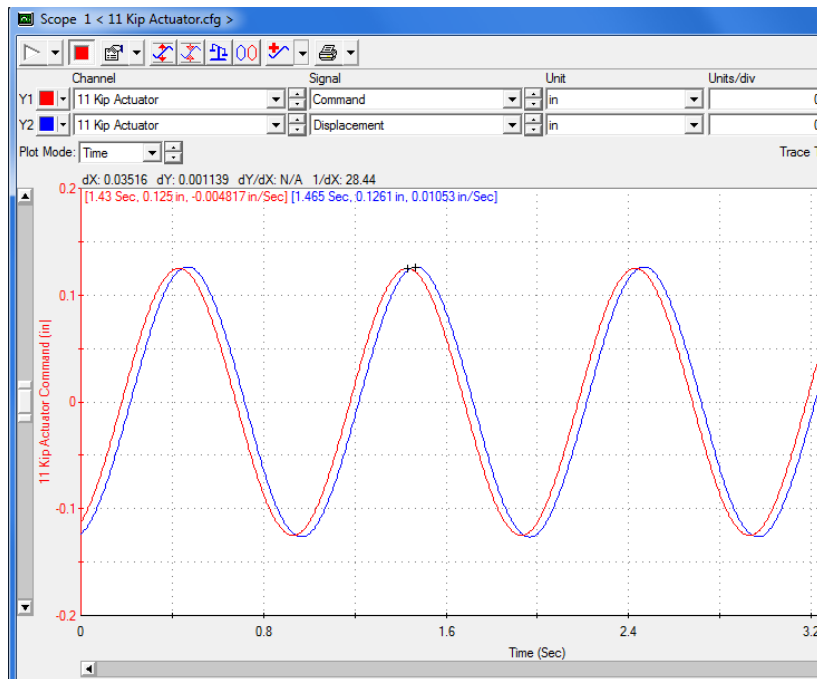 Scope 1 < 11 Kip Actuator.cfg >
Channel Signal Unit Units/div
Y1 11 Kip Actuator Command in 0
Y2 11 Kip Actuator Displacement in 0
Plot Mode: Time Trace T
dX: 0.03516 dY: 0.001139 dY/dX: N/A 1/dX: 28.44
[1.43 Sec, 0.125 in, -0.004817 in/Sec] [1.465 Sec, 0.1261 in, 0.01053 in/Sec]
0.2
0.1
0
-0.1
-0.2
11 Kip Actuator Command (in)
0 0.8 1.6 2.4 3.2
Time (Sec)